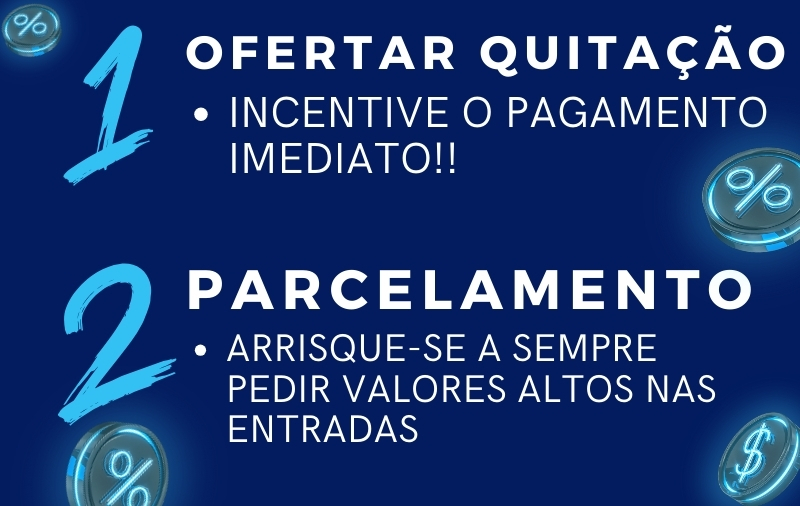 1 OFERTAR QUITAÇÃO
• INCENTIVE O PAGAMENTO
IMEDIATO!!
2 PARCELAMENTO
• ARRISQUE-SE A SEMPRE
PEDIR VALORES ALTOS NAS
ENTRADAS
%
%
%
$